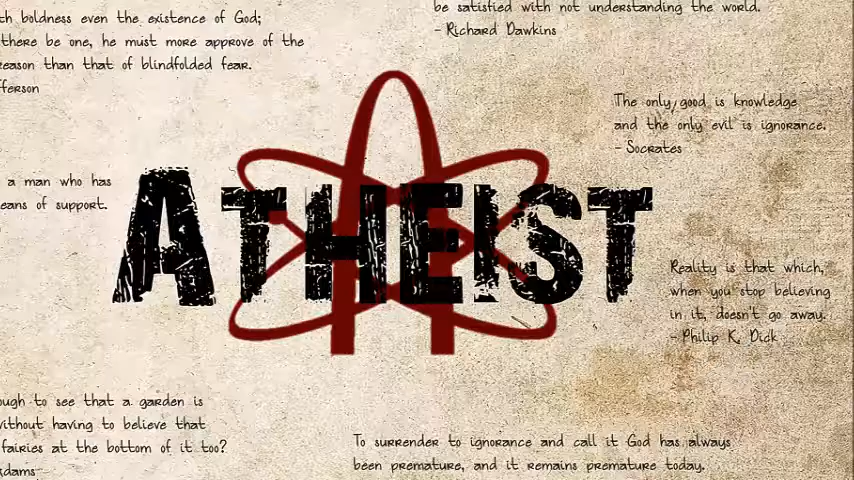 th boldness even the existence of God;
there be one, he must more approve of the
reason than that of blindfolded fear.
fferson
be satisfied with not understanding the world.
- Richard Dawkins
The only good is knowledge
and the only evil is ignorance.
- Socrates
a man who has
eans of support.
ATHEIST
Reality is that which,
when you stop believing
in it, doesn't go away.
- Philip K. Dick
ough to see that a garden is
without having to believe that
fairies at the bottom of it too?
Adams
To surrender to ignorance and call it God has always
been premature, and it remains premature today.